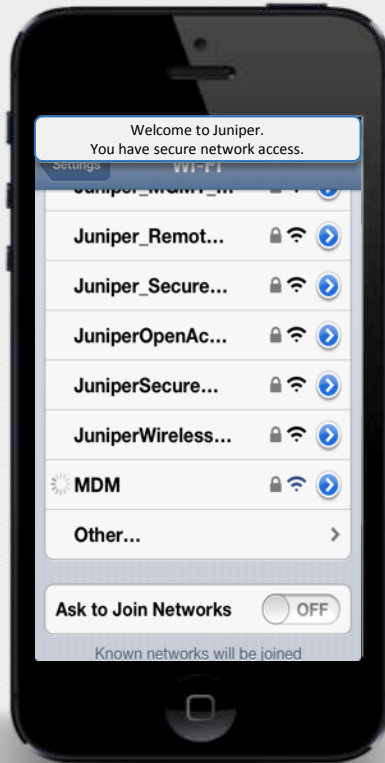 Welcome to Juniper.
You have secure network access.
Settings
Wi-Fi
Juniper_MGMT_...
Juniper_Remot...
Juniper_Secure...
JuniperOpenAc...
JuniperSecure...
JuniperWireless...
MDM
Other...
Ask to Join Networks
OFF
Known networks will be joined